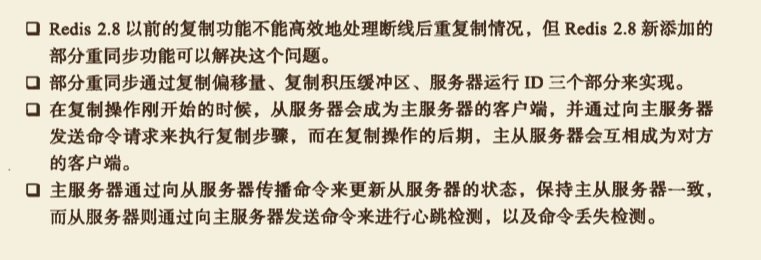 ❑ Redis 2.8 以前的复制功能不能高效地处理断线后重复制情况，但 Redis 2.8 新添加的
部分重同步功能可以解决这个问题。
❑ 部分重同步通过复制偏移量、复制积压缓冲区、服务器运行 ID 三个部分来实现。
❑ 在复制操作刚开始的时候，从服务器会成为主服务器的客户端，并通过向主服务器
发送命令请求来执行复制步骤，而在复制操作的后期，主从服务器会互相成为对方
的客户端。
❑ 主服务器通过向从服务器传播命令来更新从服务器的状态，保持主从服务器一致，
而从服务器则通过向主服务器发送命令来进行心跳检测，以及命令丢失检测。